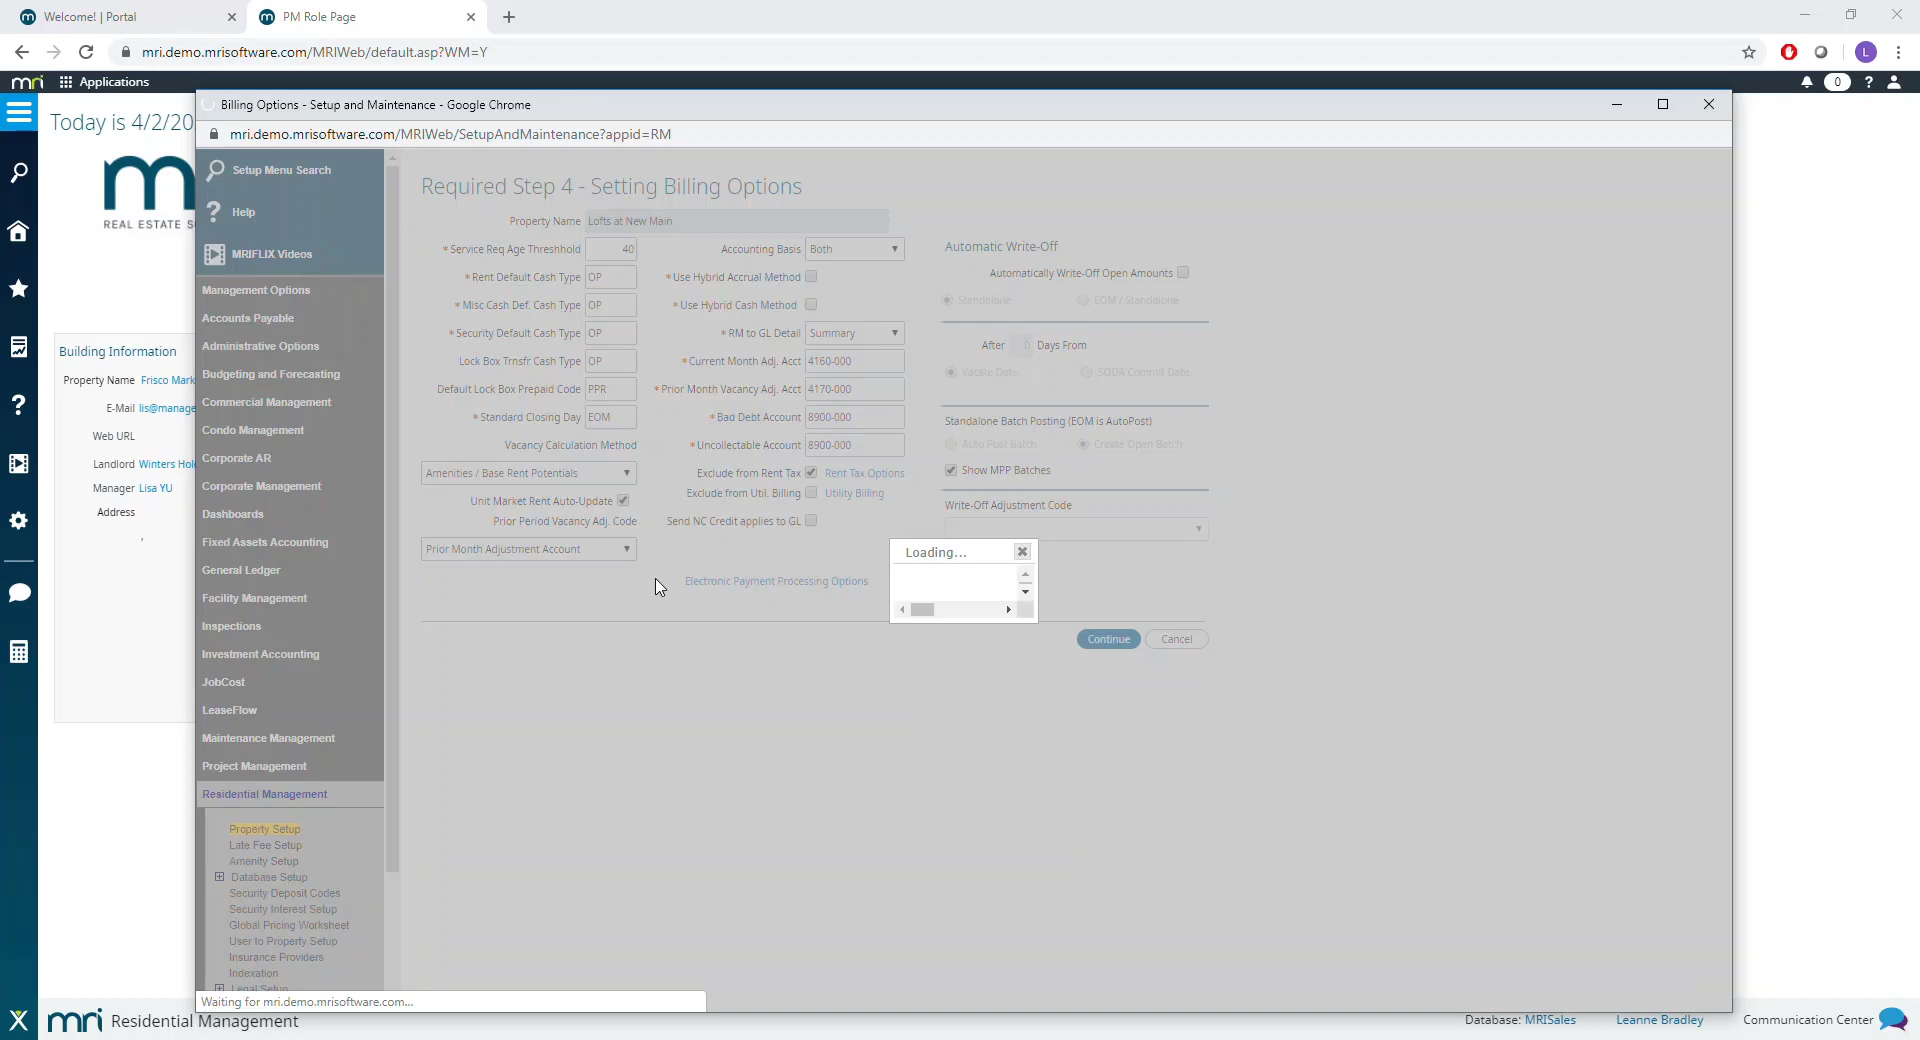 Welcome! | Portal
PM Role Page
mri.demo.mrisoftware.com/MRIWeb/default.asp?WM=Y
L
mri Applications
0
?
Today is 4/2/20
m
REAL ESTATE S
Building Information
Property Name Frisco Mark
E-Mail lis@manage
Web URL
Landlord Winters Hol
Manager Lisa YU
Address
,
Billing Options - Setup and Maintenance - Google Chrome
mri.demo.mrisoftware.com/MRIWeb/SetupAndMaintenance?appid=RM
Setup Menu Search
? Help
MRIFLIX Videos
Management Options
Accounts Payable
Administrative Options
Budgeting and Forecasting
Commercial Management
Condo Management
Corporate AR
Corporate Management
Dashboards
Fixed Assets Accounting
General Ledger
Facility Management
Inspections
Investment Accounting
JobCost
LeaseFlow
Maintenance Management
Project Management
Residential Management
Property Setup
Late Fee Setup
Amenity Setup
Database Setup
Security Deposit Codes
Security Interest Setup
Global Pricing Worksheet
User to Property Setup
Insurance Providers
Indexation
Legal Setup
Required Step 4 - Setting Billing Options
Property Name Lofts at New Main
*Service Req Age Threshhold 40
*Rent Default Cash Type OP
*Misc Cash Def. Cash Type OP
*Security Default Cash Type OP
Lock Box Trnsfr Cash Type OP
Default Lock Box Prepaid Code PPR
*Standard Closing Day EOM
Vacancy Calculation Method
Amenities / Base Rent Potentials
Unit Market Rent Auto-Update
Prior Period Vacancy Adj. Code
Prior Month Adjustment Account
Accounting Basis Both
*Use Hybrid Accrual Method
*Use Hybrid Cash Method
*RM to GL Detail Summary
*Current Month Adj. Acct 4160-000
*Prior Month Vacancy Adj. Acct 4170-000
*Bad Debt Account 8900-000
*Uncollectable Account 8900-000
Exclude from Rent Tax Rent Tax Options
Exclude from Util. Billing Utility Billing
Send NC Credit applies to GL
Electronic Payment Processing Options
Automatic Write-Off
Automatically Write-Off Open Amounts
Standalone EOM / Standalone
After 0 Days From
Vacate Date SODA Commit Date
Standalone Batch Posting (EOM is AutoPost)
Auto Post Batch Create Open Batch
Show MPP Batches
Write-Off Adjustment Code
Loading...
Continue Cancel
Waiting for mri.demo.mrisoftware.com...
mri Residential Management
Database: MRISales Leanne Bradley Communication Center